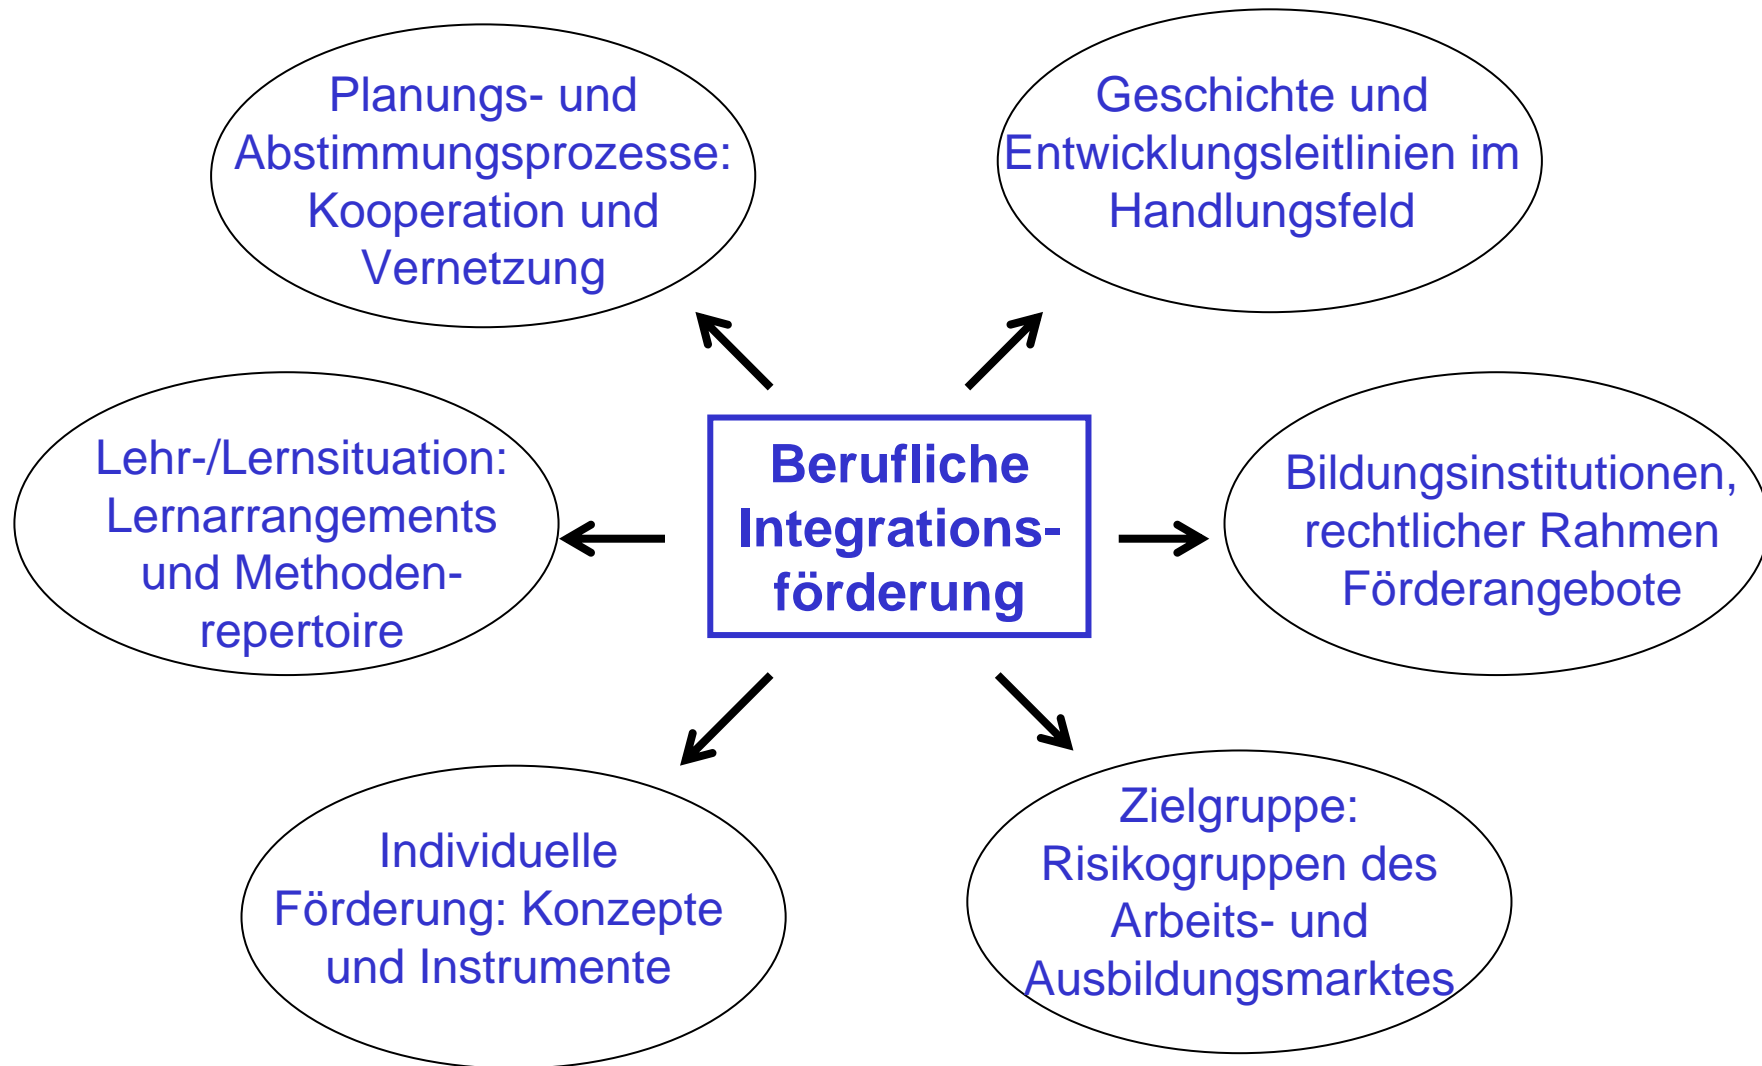 Planungs- und
Abstimmungsprozesse:
Kooperation und
Vernetzung
Geschichte und
Entwicklungsleitlinien im
Handlungsfeld
Lehr-/Lernsituation:
Lernarrangements
und Methoden-
repertoire
Berufliche
Integrations-
förderung
Bildungsinstitutionen,
rechtlicher Rahmen
Förderangebote
Individuelle
Förderung: Konzepte
und Instrumente
Zielgruppe:
Risikogruppen des
Arbeits- und
Ausbildungsmarktes